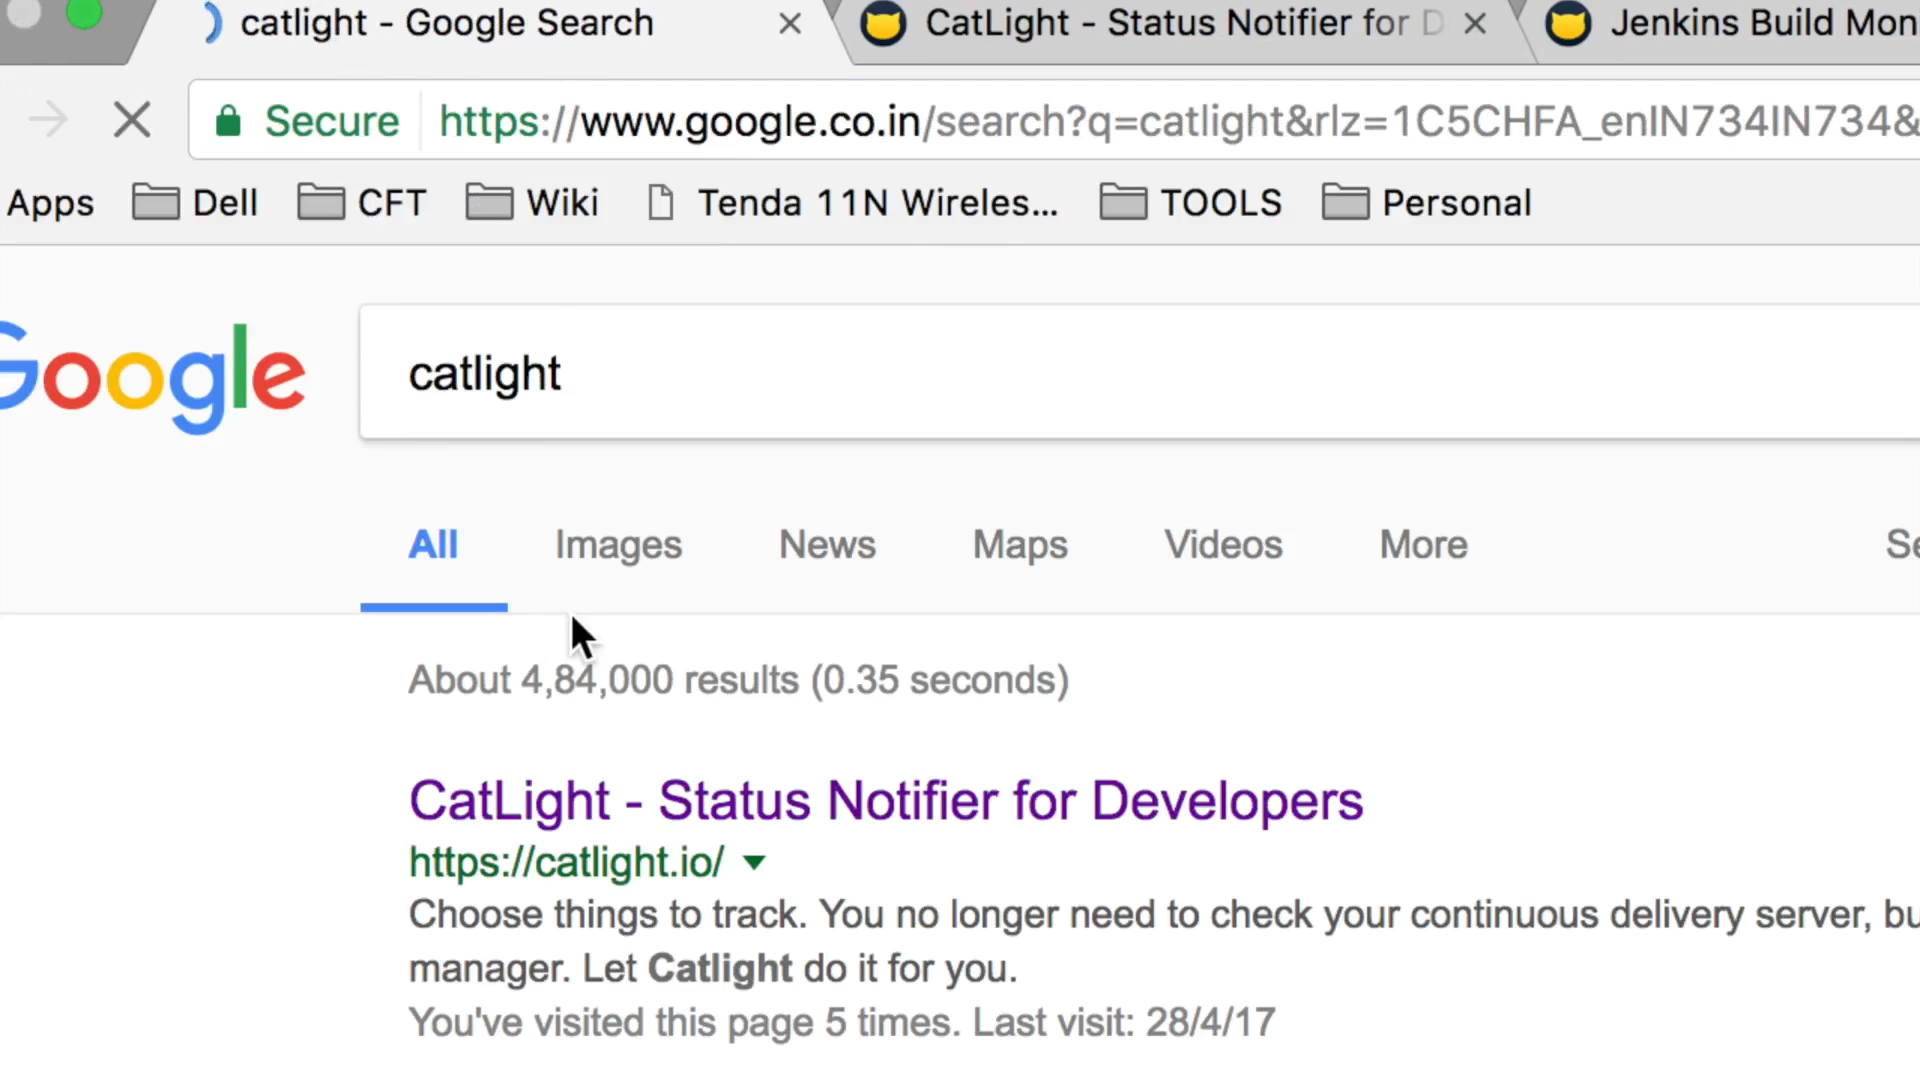 catlight - Google Search
CatLight - Status Notifier for D
Jenkins Build Mon
Secure
https://www.google.co.in/search?q=catlight&rlz=1C5CHFA_enIN734IN734&
Apps
Dell
CFT
Wiki
Tenda 11N Wireles...
TOOLS
Personal
Google
catlight
All
Images
News
Maps
Videos
More
Se
About 4,84,000 results (0.35 seconds)
CatLight - Status Notifier for Developers
https://catlight.io/
Choose things to track. You no longer need to check your continuous delivery server, bu
manager. Let Catlight do it for you.
You've visited this page 5 times. Last visit: 28/4/17